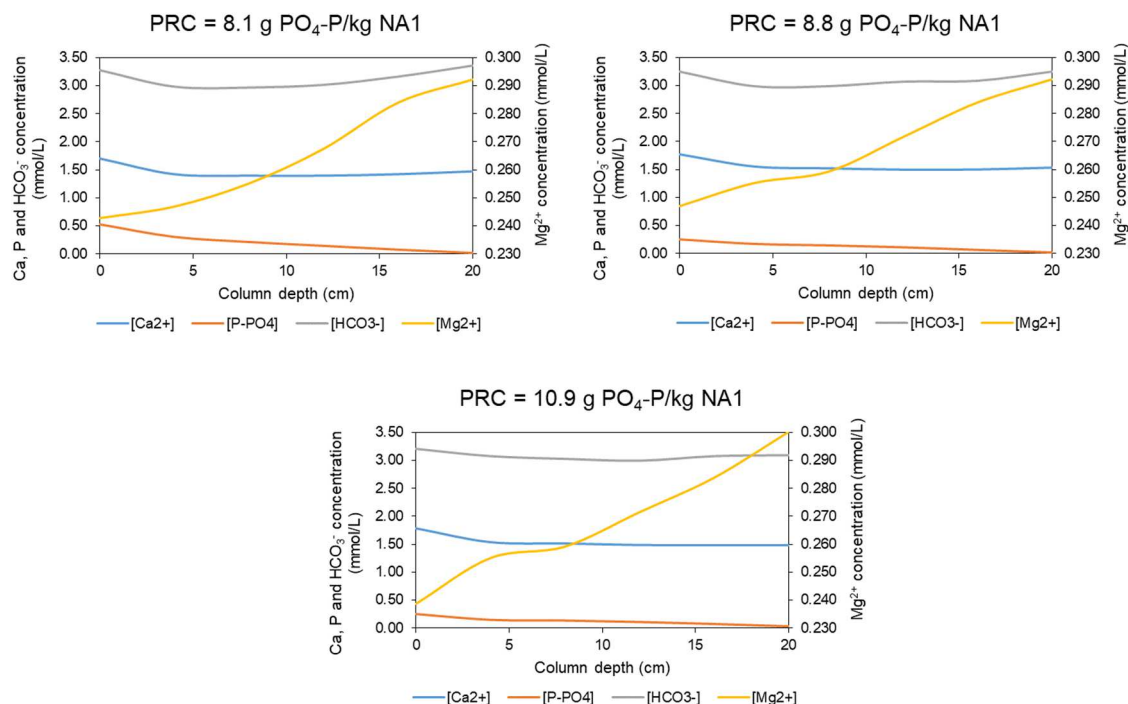 PRC = 8.1 g PO₄-P/kg NA1
Ca, P and HCO₃⁻ concentration
(mmol/L)
3.50
3.00
2.50
2.00
1.50
1.00
0.50
0.00
0.300
0.290
0.280
0.270
0.260
0.250
0.240
0.230
Mg²⁺ concentration (mmol/L)
0 5 10 15 20
Column depth (cm)
[Ca2+] [P-PO4] [HCO3-] [Mg2+]
PRC = 8.8 g PO₄-P/kg NA1
Ca, P and HCO₃⁻ concentration
(mmol/L)
3.50
3.00
2.50
2.00
1.50
1.00
0.50
0.00
0.300
0.290
0.280
0.270
0.260
0.250
0.240
0.230
Mg²⁺ concentration (mmol/L)
0 5 10 15 20
Column depth (cm)
[Ca2+] [P-PO4] [HCO3-] [Mg2+]
PRC = 10.9 g PO₄-P/kg NA1
Ca, P and HCO₃⁻ concentration
(mmol/L)
3.50
3.00
2.50
2.00
1.50
1.00
0.50
0.00
0.300
0.290
0.280
0.270
0.260
0.250
0.240
0.230
Mg²⁺ concentration (mmol/L)
0 5 10 15 20
Column depth (cm)
[Ca2+] [P-PO4] [HCO3-] [Mg2+]